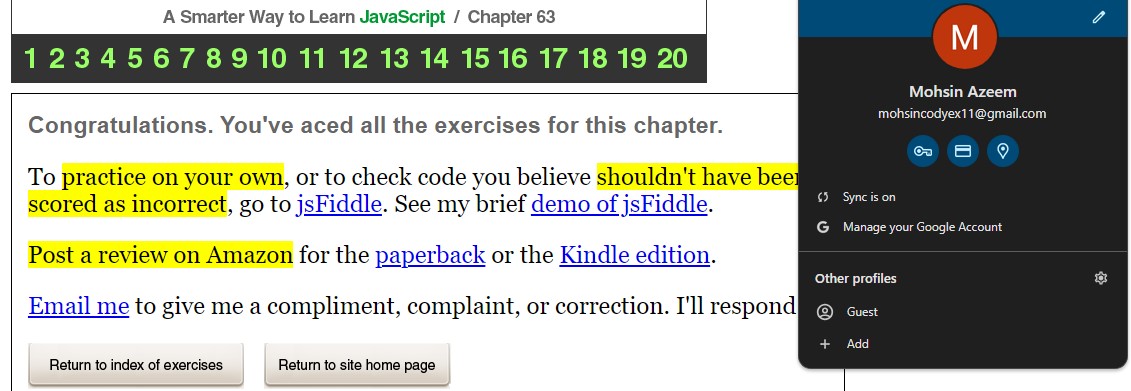 A Smarter Way to Learn JavaScript / Chapter 63
1 2 3 4 5 6 7 8 9 10 11 12 13 14 15 16 17 18 19 20
Congratulations. You've aced all the exercises for this chapter.
To practice on your own, or to check code you believe shouldn't have been
scored as incorrect, go to jsFiddle. See my brief demo of jsFiddle.
Post a review on Amazon for the paperback or the Kindle edition.
Email me to give me a compliment, complaint, or correction. I'll respond
Return to index of exercises
Return to site home page
M
Mohsin Azeem
mohsincodyex11@gmail.com
Sync is on
G
Manage your Google Account
Other profiles
Guest
Add